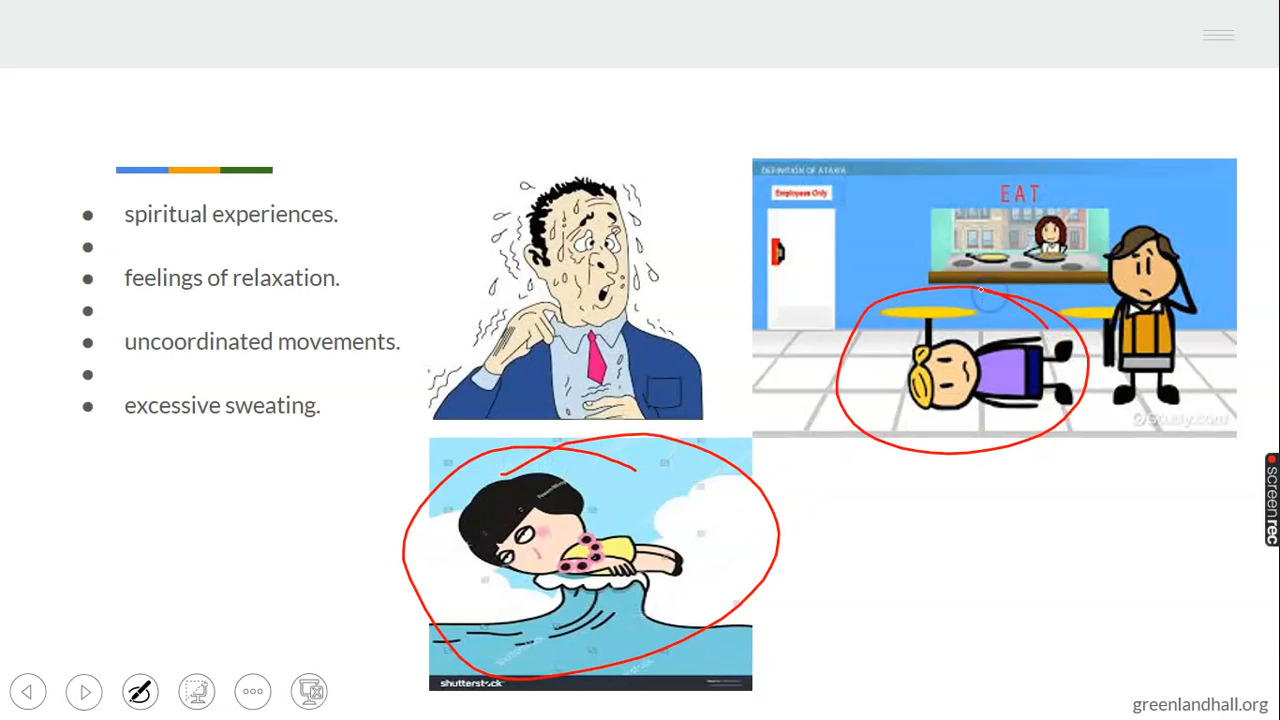 spiritual experiences.
feelings of relaxation.
uncoordinated movements.
excessive sweating.
DEFINITION OF ATAXIA
Employees Only
EAT
Study.com
shutterstock
screenrec
greenlandhall.org